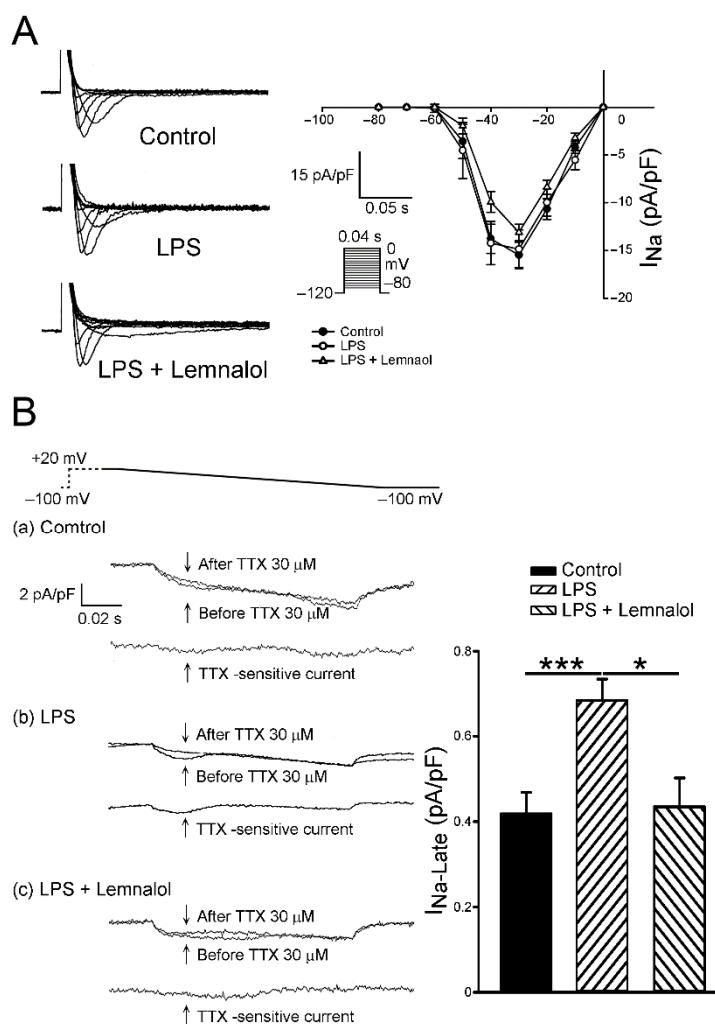 A
Control
LPS
LPS + Lemnalol
15 pA/pF
0.05 s
0.04 s
0
mV
−80
−120
−100
−80
−60
−40
−20
0
−5
−10
−15
−20
I_Na (pA/pF)
Control
LPS
LPS + Lemnaol
B
+20 mV
−100 mV
−100 mV
(a) Comtrol
After TTX 30 µM
2 pA/pF
0.02 s
Before TTX 30 µM
TTX -sensitive current
(b) LPS
After TTX 30 µM
Before TTX 30 µM
TTX -sensitive current
(c) LPS + Lemnalol
After TTX 30 µM
Before TTX 30 µM
TTX -sensitive current
Control
LPS
LPS + Lemnalol
0.8
0.6
0.4
0.2
0
I_Na-Late (pA/pF)
***
*